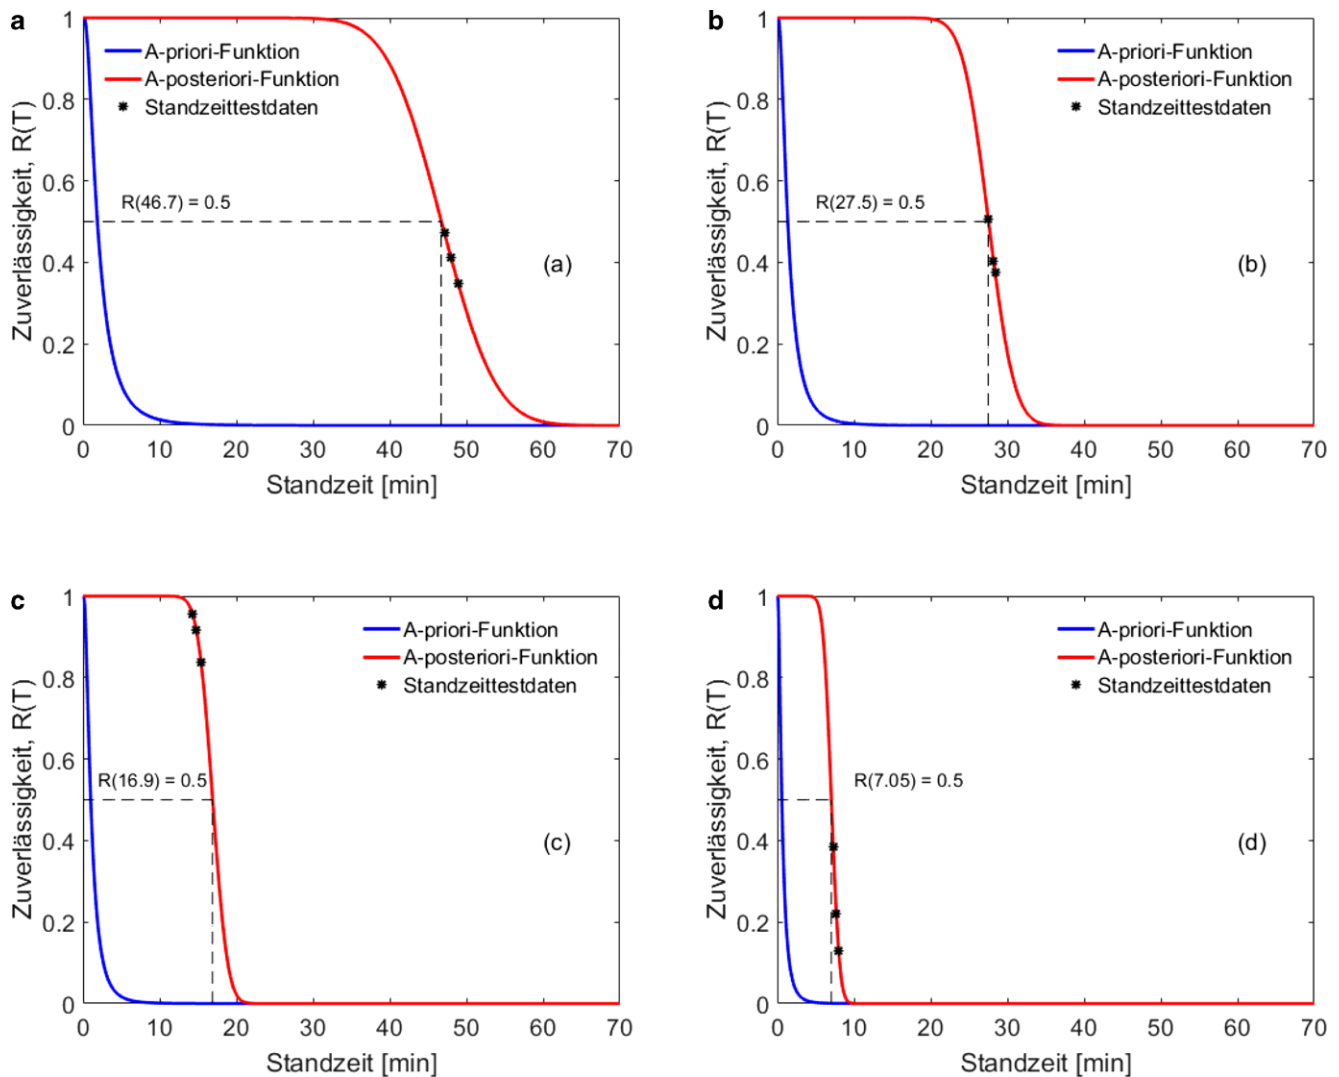 a
1
0.8
0.6
0.4
0.2
0
Zuverlässigkeit, R(T)
A-priori-Funktion
A-posteriori-Funktion
Standzeittestdaten
R(46.7) = 0.5
(a)
0 10 20 30 40 50 60 70
Standzeit [min]
b
1
0.8
0.6
0.4
0.2
0
Zuverlässigkeit, R(T)
A-priori-Funktion
A-posteriori-Funktion
Standzeittestdaten
R(27.5) = 0.5
(b)
0 10 20 30 40 50 60 70
Standzeit [min]
c
1
0.8
0.6
0.4
0.2
0
Zuverlässigkeit, R(T)
A-priori-Funktion
A-posteriori-Funktion
Standzeittestdaten
R(16.9) = 0.5
(c)
0 10 20 30 40 50 60 70
Standzeit [min]
d
1
0.8
0.6
0.4
0.2
0
Zuverlässigkeit, R(T)
A-priori-Funktion
A-posteriori-Funktion
Standzeittestdaten
R(7.05) = 0.5
(d)
0 10 20 30 40 50 60 70
Standzeit [min]